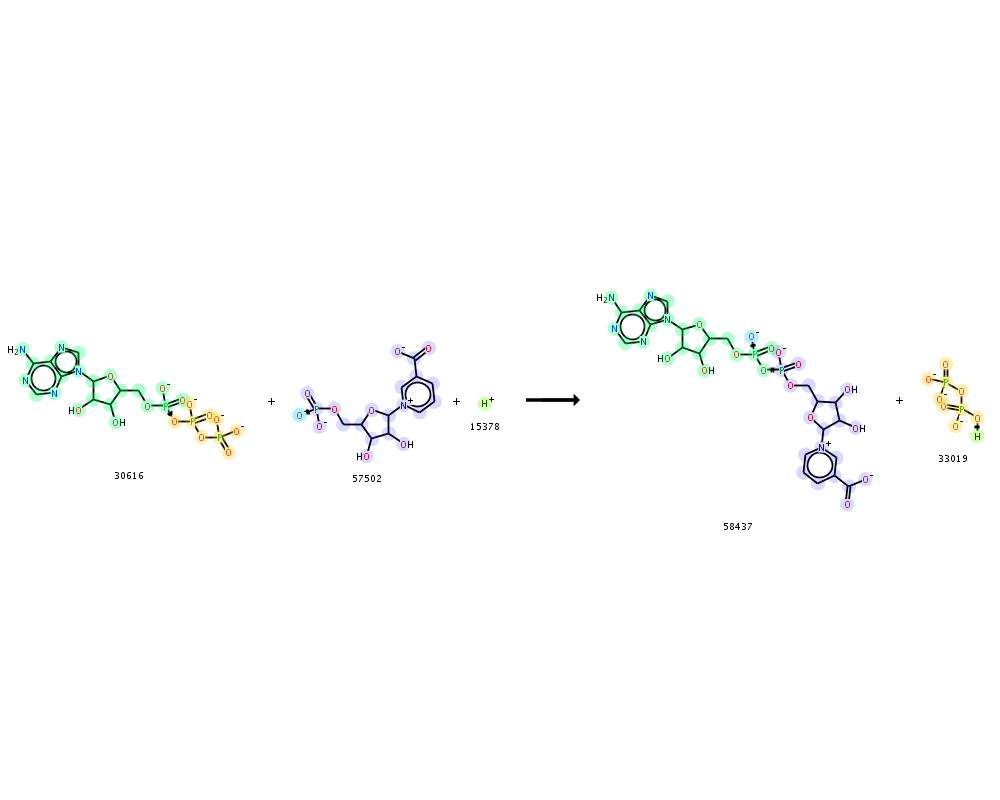 H2N N N N N O HO OH O O- P O O O- P O O O- P O- O
30616
+
O- P O O- O O HO OH N+ O- O
57502
+
H+
15378
H2N N N N N O HO OH O O- P O O O- P O O O OH OH N+ O- O
58437
+
O O- P O O- O P O- O H
33019